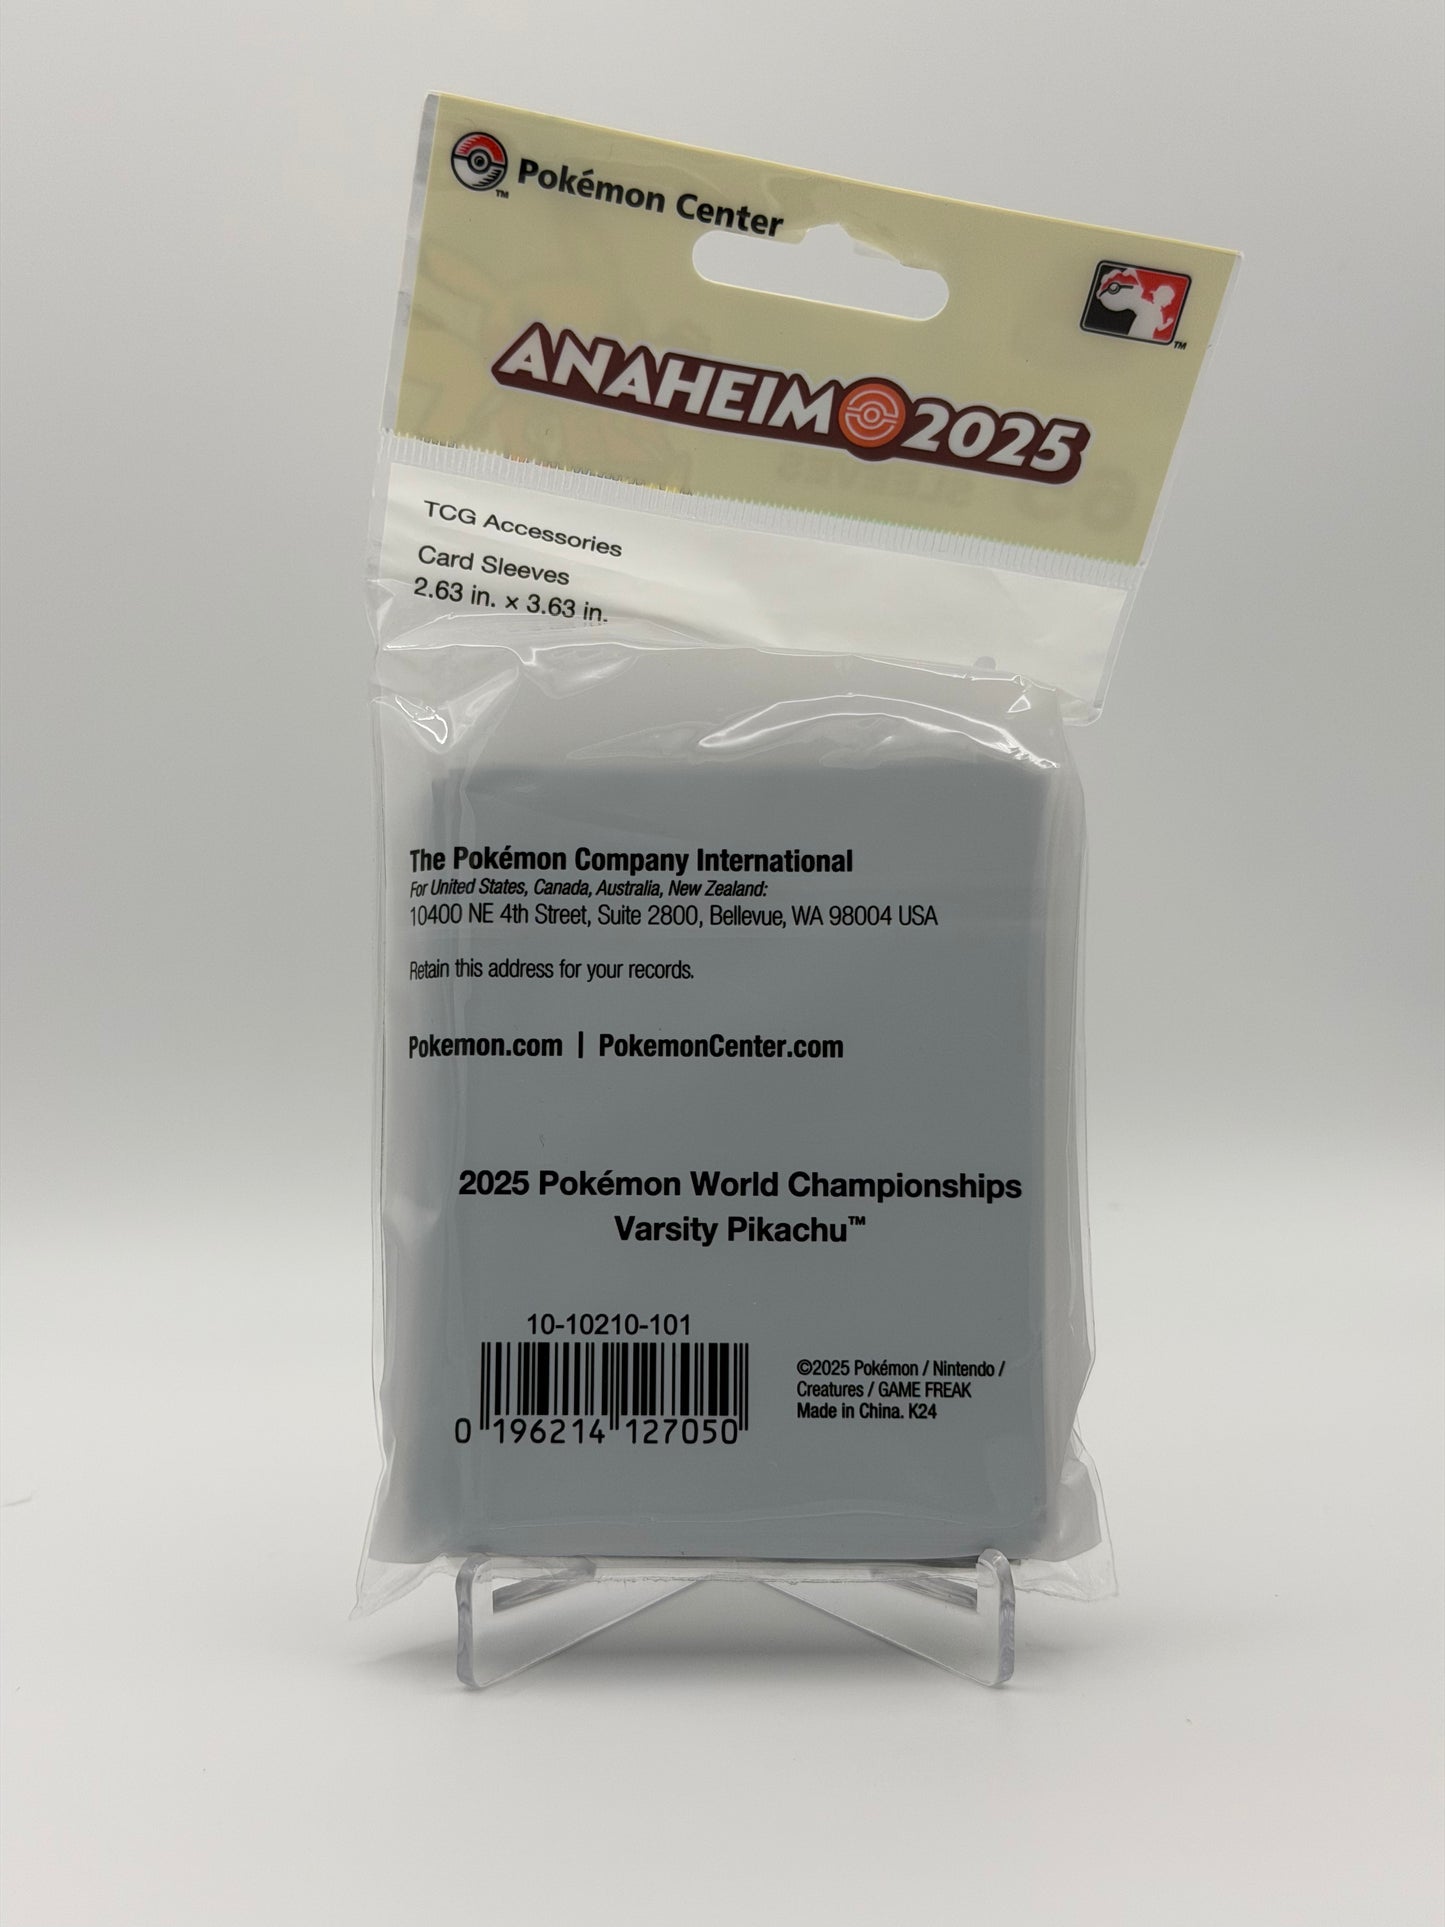 Pokémon Center
TM
TM
ANAHEIM 2025
TCG Accessories
Card Sleeves
2.63 in. × 3.63 in.
The Pokémon Company International
For United States, Canada, Australia, New Zealand:
10400 NE 4th Street, Suite 2800, Bellevue, WA 98004 USA
Retain this address for your records.
Pokemon.com | PokemonCenter.com
2025 Pokémon World Championships
Varsity Pikachu™
10-10210-101
0 196214 127050
©2025 Pokémon / Nintendo /
Creatures / GAME FREAK
Made in China. K24